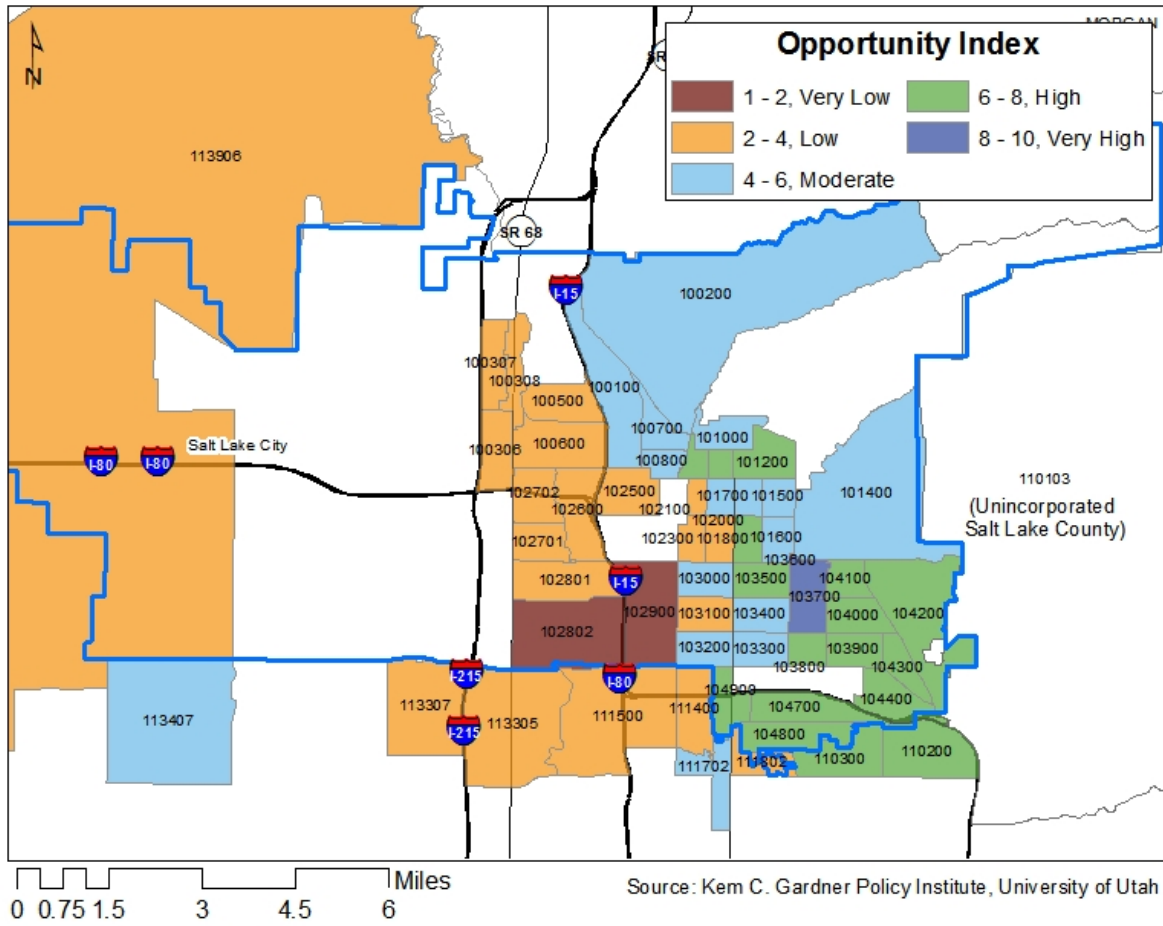 MORGAN
N
SR
Opportunity Index
1 - 2, Very Low
6 - 8, High
2 - 4, Low
8 - 10, Very High
4 - 6, Moderate
113906
SR 68
I-15
100200
100307
100308
100100
100500
100700
101000
100306
100600
100800
101200
Salt Lake City
I-80
I-80
102702
102500
101700
101500
101400
110103
(Unincorporated
Salt Lake County)
102600
102100
102000
102701
102300
101800
101600
103600
102801
I-15
103000
103500
104100
103700
102802
102900
103100
103400
104000
104200
103200
103300
103900
103800
104300
I-215
I-80
104900
104400
113407
113307
113305
111500
111400
104700
I-215
104800
111702
111802
110300
110200
Miles
0 0.75 1.5 3 4.5 6
Source: Kem C. Gardner Policy Institute, University of Utah